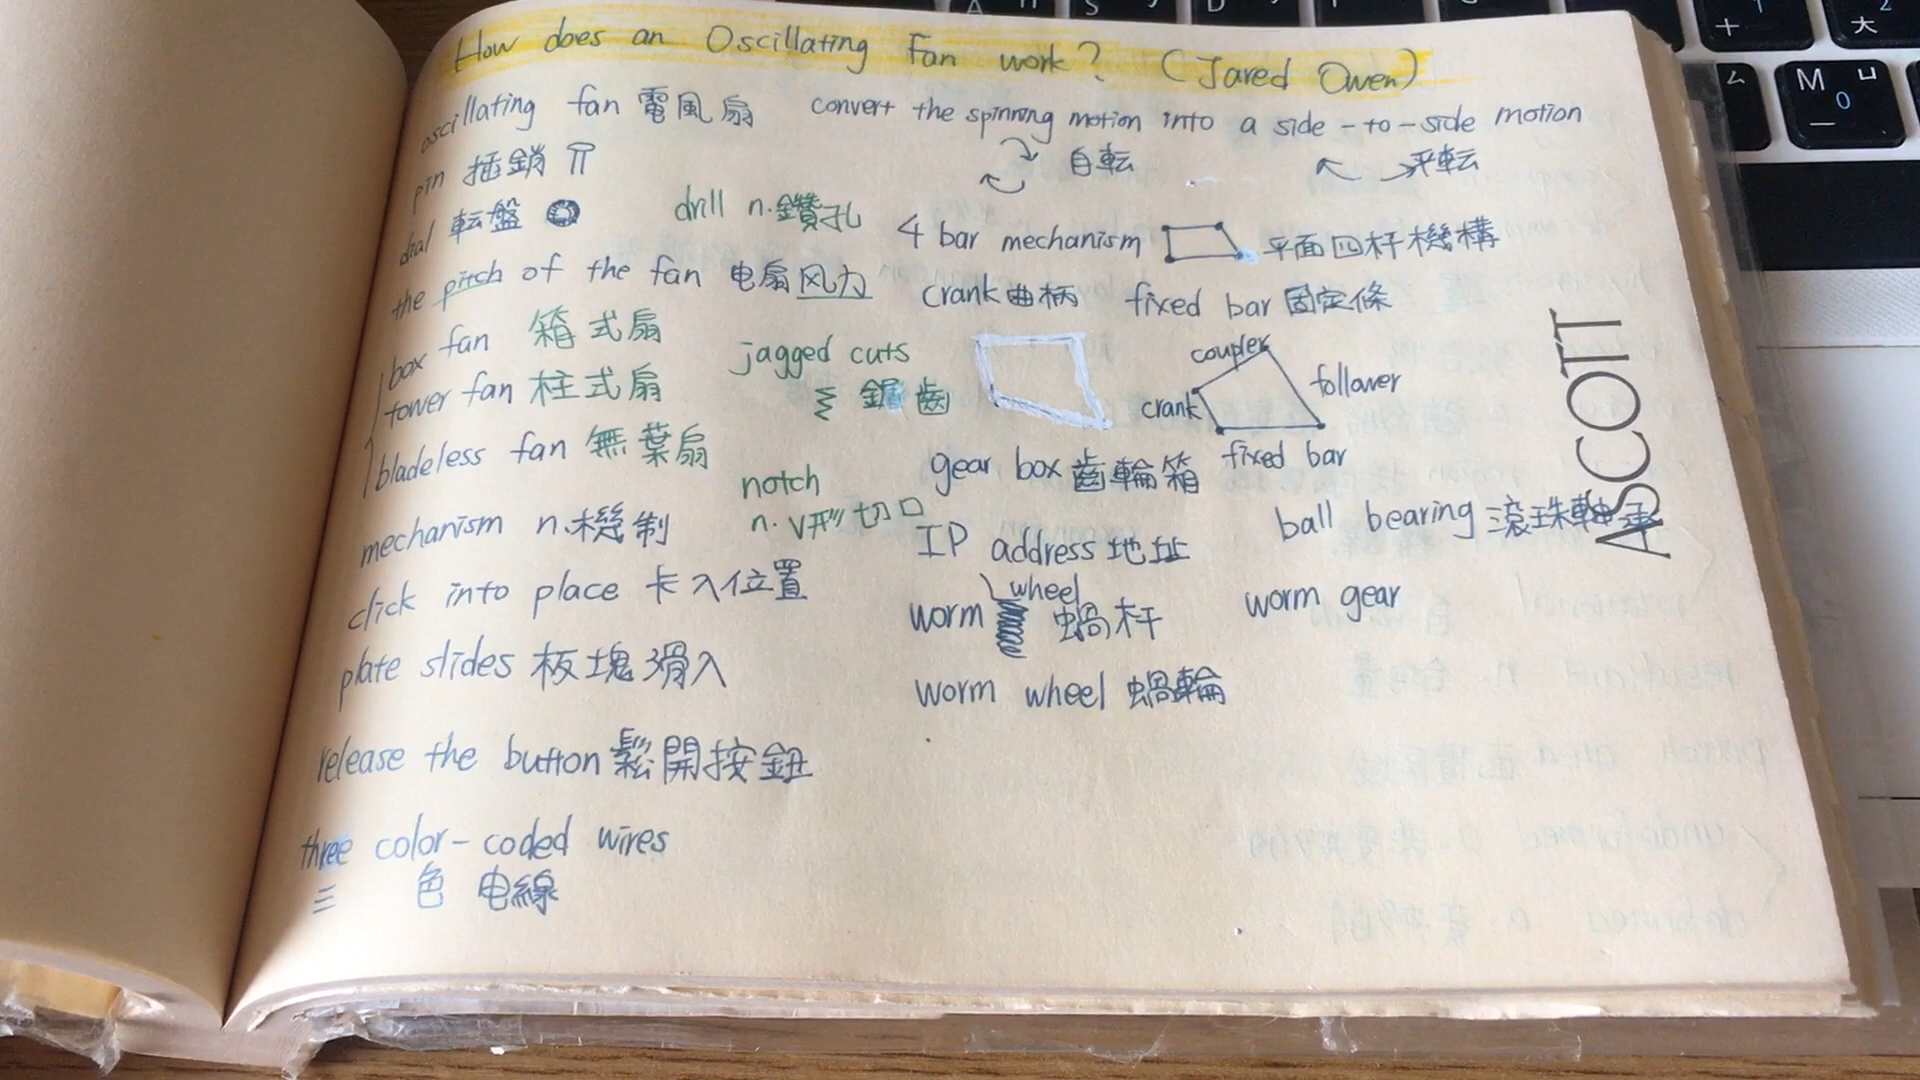 How does an Oscillating Fan work? (Jared Owen)
oscillating fan 電風扇
convert the spinning motion into a side-to-side motion
自転
平転
pin 插銷
dial 転盤
drill n.鑽孔
4 bar mechanism 平面四杆機構
the pitch of the fan 电扇风力
crank 曲柄 fixed bar 固定條
box fan 箱式扇
tower fan 柱式扇
bladeless fan 無葉扇
jagged cuts
鋸齒
coupler
crank
follower
fixed bar
gear box 齒輪箱
notch
n. V形切口
mechanism n.機制
IP address 地址
ball bearing 滾珠軸承
click into place 卡入位置
wheel
worm 蝸杆
worm gear
plate slides 板塊滑入
worm wheel 蝸輪
release the button 鬆開按鈕
three color-coded wires
三 色 电線
ASCOTT
A S D
M ㄩ
0